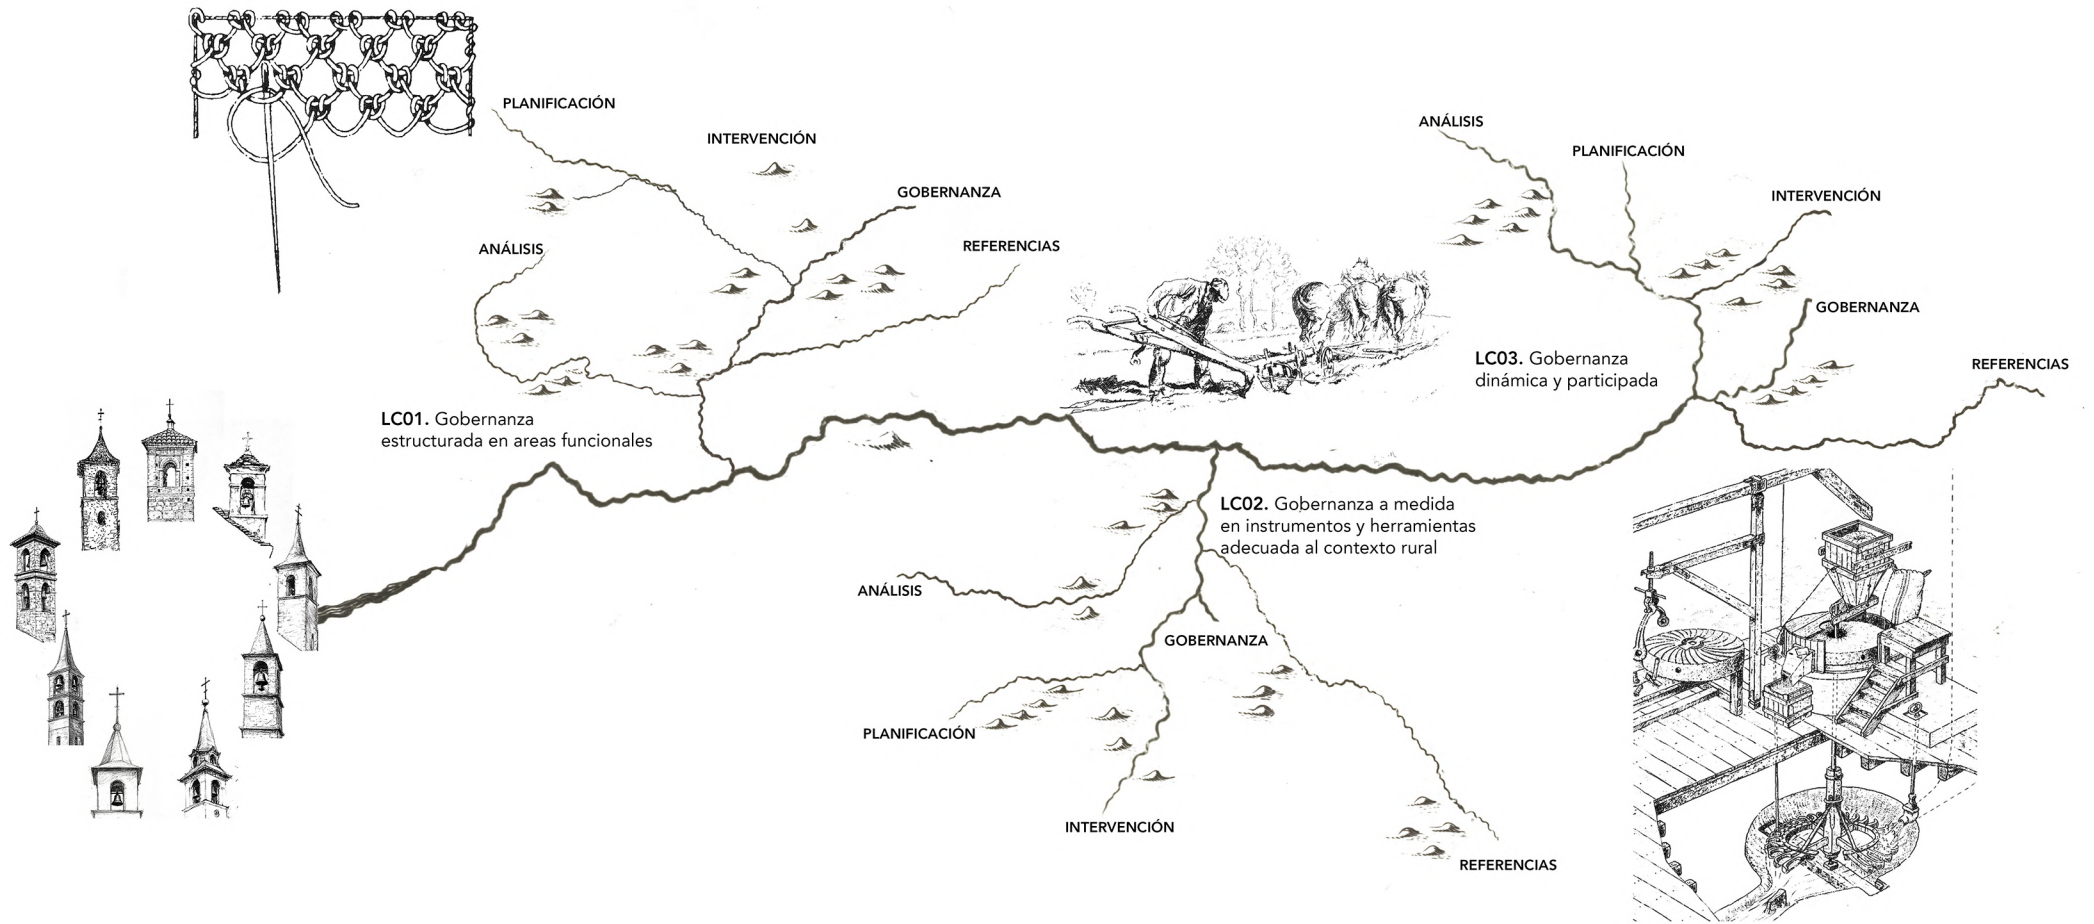 PLANIFICACIÓN
INTERVENCIÓN
GOBERNANZA
REFERENCIAS
ANÁLISIS
LC01. Gobernanza
estructurada en areas funcionales
LC02. Gobernanza a medida
en instrumentos y herramientas
adecuada al contexto rural
ANÁLISIS
GOBERNANZA
PLANIFICACIÓN
INTERVENCIÓN
REFERENCIAS
ANÁLISIS
PLANIFICACIÓN
INTERVENCIÓN
GOBERNANZA
LC03. Gobernanza
dinámica y participada
REFERENCIAS